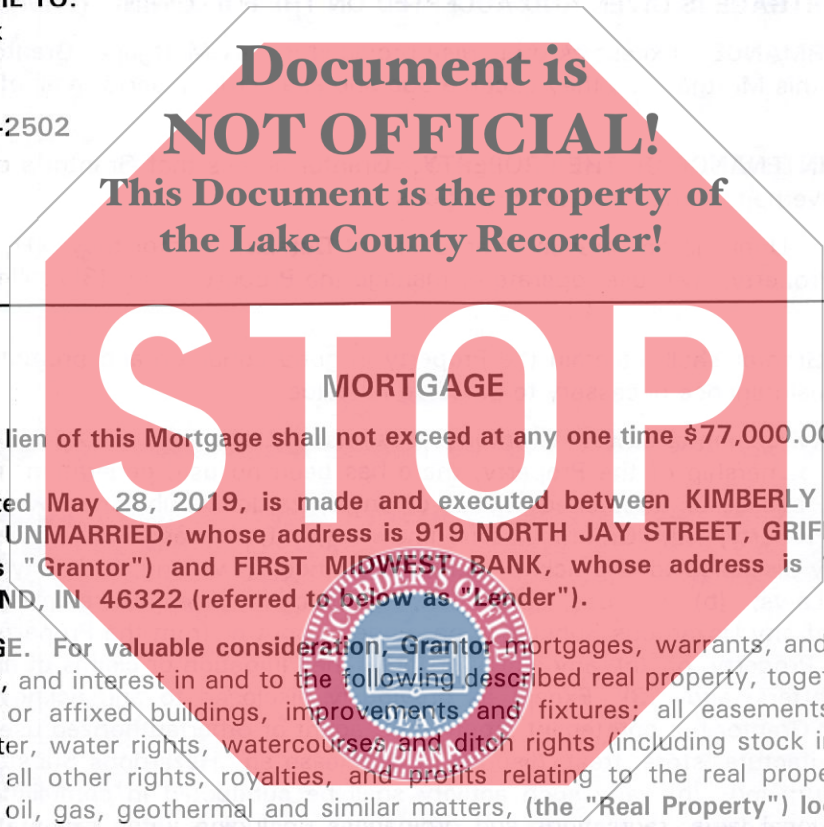 E TO:
-2502
Document is
NOT OFFICIAL!
This Document is the property of
the Lake County Recorder!
STOP
MORTGAGE
lien of this Mortgage shall not exceed at any one time $77,000.00
ted May 28, 2019, is made and executed between KIMBERLY
UNMARRIED, whose address is 919 NORTH JAY STREET, GRIF
s "Grantor") and FIRST MIDWEST BANK, whose address is
ND, IN 46322 (referred to below as "Lender").
GE. For valuable consideration, Grantor mortgages, warrants, and
, and interest in and to the following described real property, toget
or affixed buildings, improvements and fixtures; all easements
ter, water rights, watercourses and ditch rights (including stock in
all other rights, royalties, and profits relating to the real prope
oil, gas, geothermal and similar matters, (the "Real Property") loc
RECORDER'S OFFICE
SEAL
INDIANA